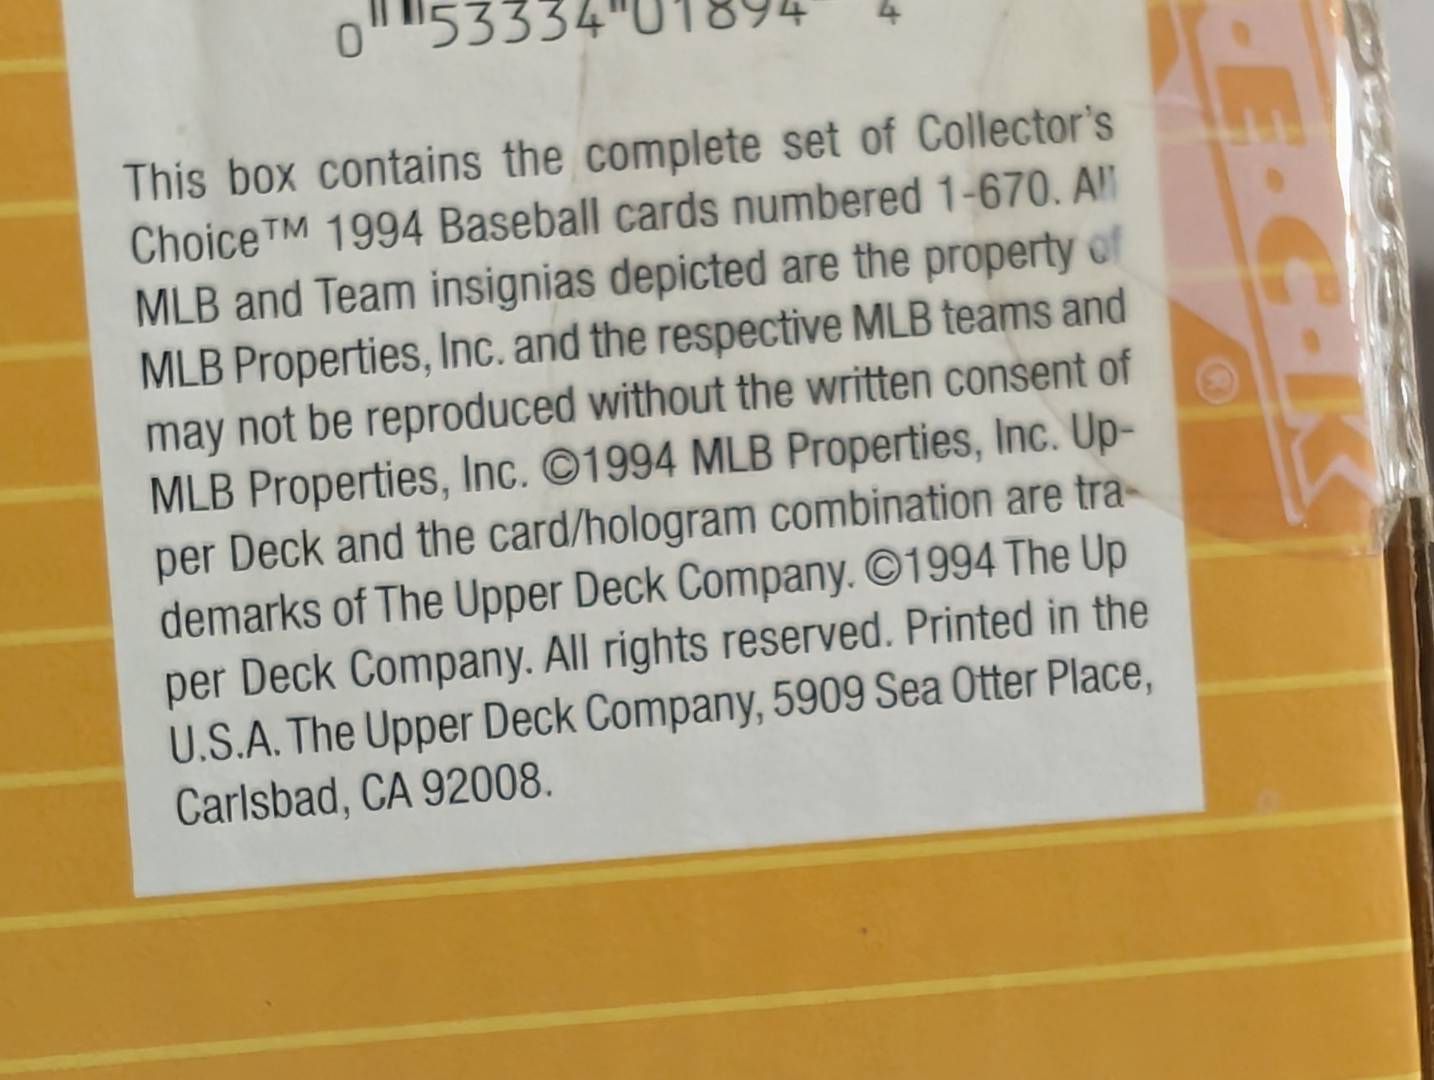 0 53334 01894 4
This box contains the complete set of Collector's
Choice™ 1994 Baseball cards numbered 1-670. All
MLB and Team insignias depicted are the property of
MLB Properties, Inc. and the respective MLB teams and
may not be reproduced without the written consent of
MLB Properties, Inc. ©1994 MLB Properties, Inc. Up-
per Deck and the card/hologram combination are tra-
demarks of The Upper Deck Company. ©1994 The Up
per Deck Company. All rights reserved. Printed in the
U.S.A. The Upper Deck Company, 5909 Sea Otter Place,
Carlsbad, CA 92008.